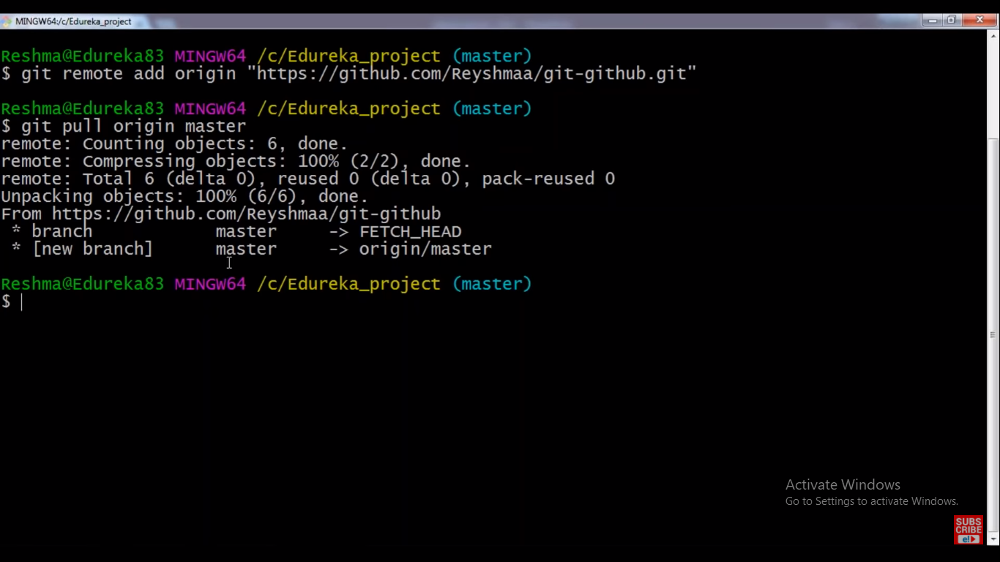 MINGW64:/c/Edureka_project
Reshma@Edureka83 MINGW64 /c/Edureka_project (master)
$ git remote add origin "https://github.com/Reyshmaa/git-github.git"
Reshma@Edureka83 MINGW64 /c/Edureka_project (master)
$ git pull origin master
remote: Counting objects: 6, done.
remote: Compressing objects: 100% (2/2), done.
remote: Total 6 (delta 0), reused 0 (delta 0), pack-reused 0
Unpacking objects: 100% (6/6), done.
From https://github.com/Reyshmaa/git-github
 * branch            master     -> FETCH_HEAD
 * [new branch]      master     -> origin/master
Reshma@Edureka83 MINGW64 /c/Edureka_project (master)
$
Activate Windows
Go to Settings to activate Windows.
SUBS
CRIBE
e!